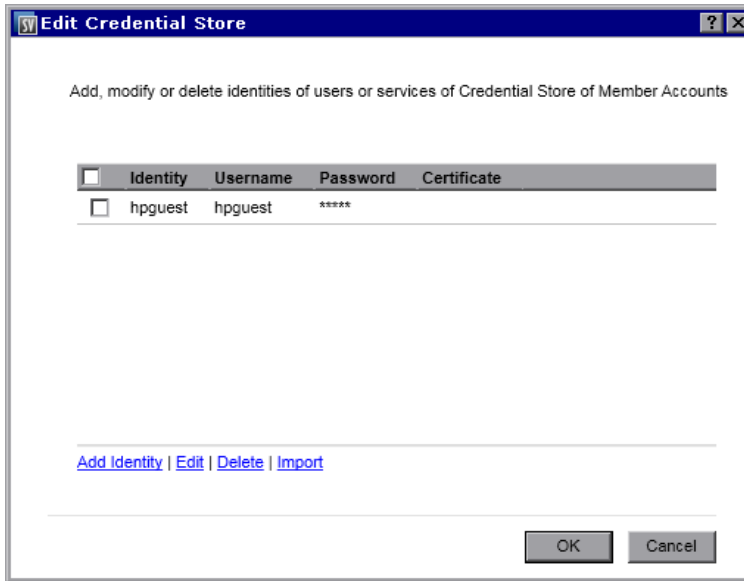 SV Edit Credential Store ? X
Add, modify or delete identities of users or services of Credential Store of Member Accounts
Identity Username Password Certificate
hpguest hpguest *****
Add Identity | Edit | Delete | Import
OK Cancel